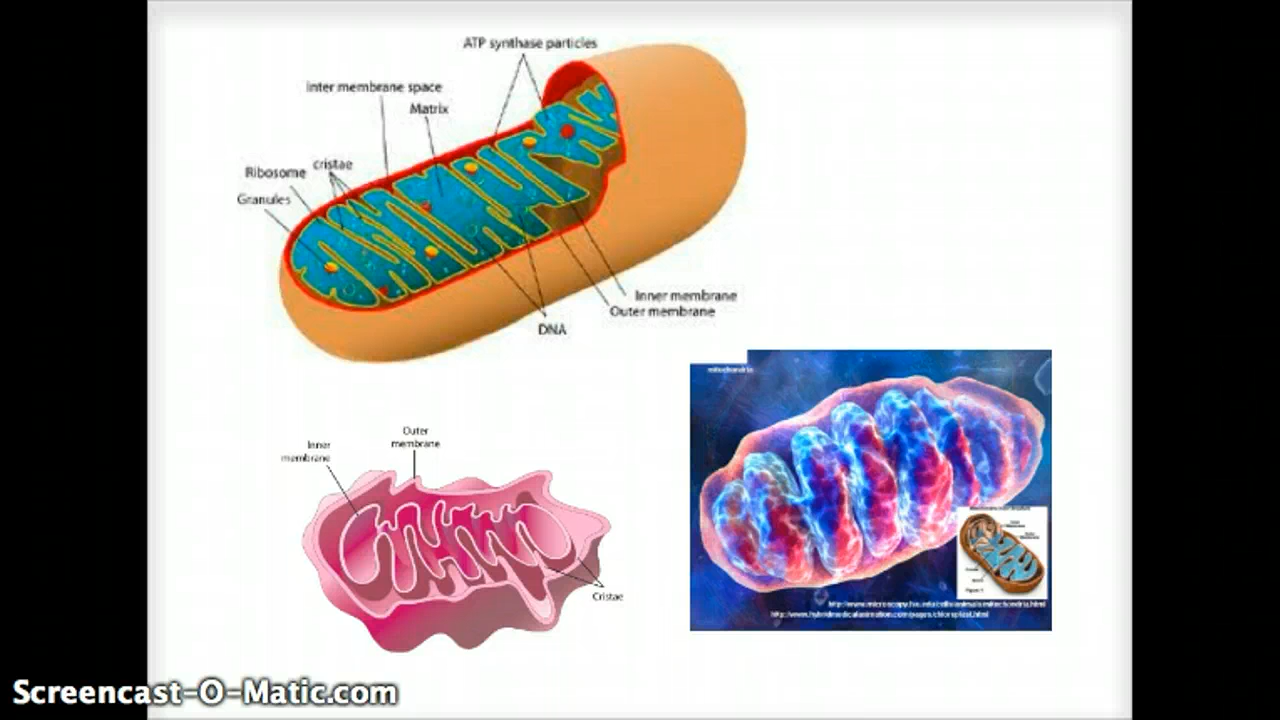 ATP synthase particles
Inter membrane space
Matrix
cristae
Ribosome
Granules
Inner membrane
Outer membrane
DNA
mitochondria
Outer
membrane
Inner
membrane
Cristae
Screencast-O-Matic.com